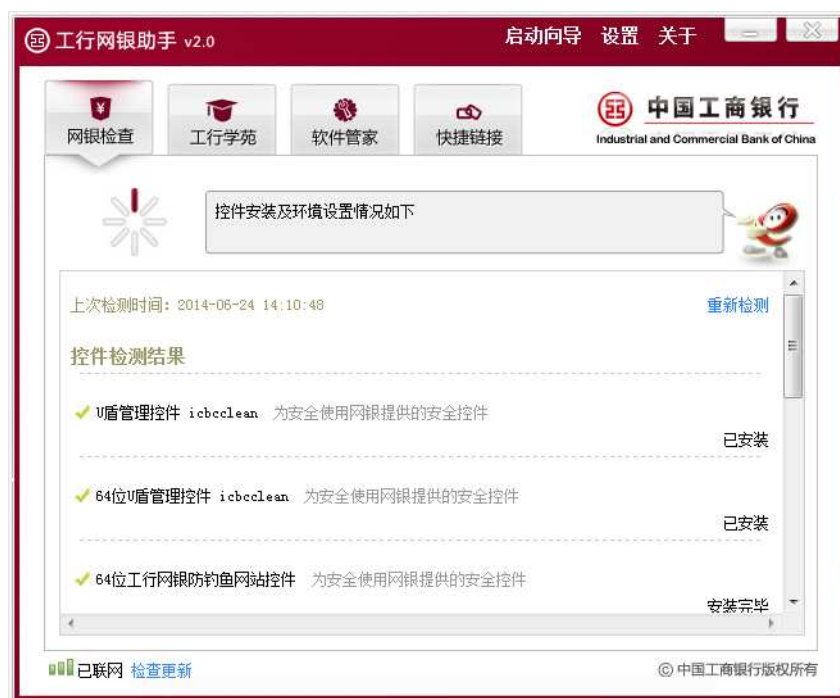 工行网银助手 v2.0
启动向导 设置 关于
网银检查 工行学苑 软件管家 快捷链接
中国工商银行
Industrial and Commercial Bank of China
控件安装及环境设置情况如下
上次检测时间：2014-06-24 14:10:48 重新检测
控件检测结果
U盾管理控件 icbcclean 为安全使用网银提供的安全控件
已安装
64位U盾管理控件 icbcclean 为安全使用网银提供的安全控件
已安装
64位工行网银防钓鱼网站控件 为安全使用网银提供的安全控件
安装完毕
已联网 检查更新 © 中国工商银行版权所有